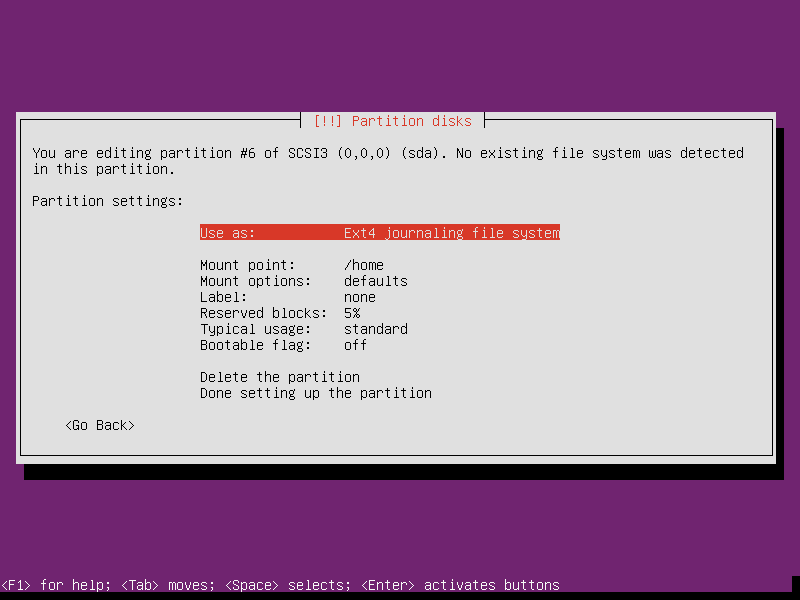 [!!] Partition disks
You are editing partition #6 of SCSI3 (0,0,0) (sda). No existing file system was detected
in this partition.
Partition settings:
Use as: Ext4 journaling file system
Mount point: /home
Mount options: defaults
Label: none
Reserved blocks: 5%
Typical usage: standard
Bootable flag: off
Delete the partition
Done setting up the partition
<Go Back>
<F1> for help; <Tab> moves; <Space> selects; <Enter> activates buttons